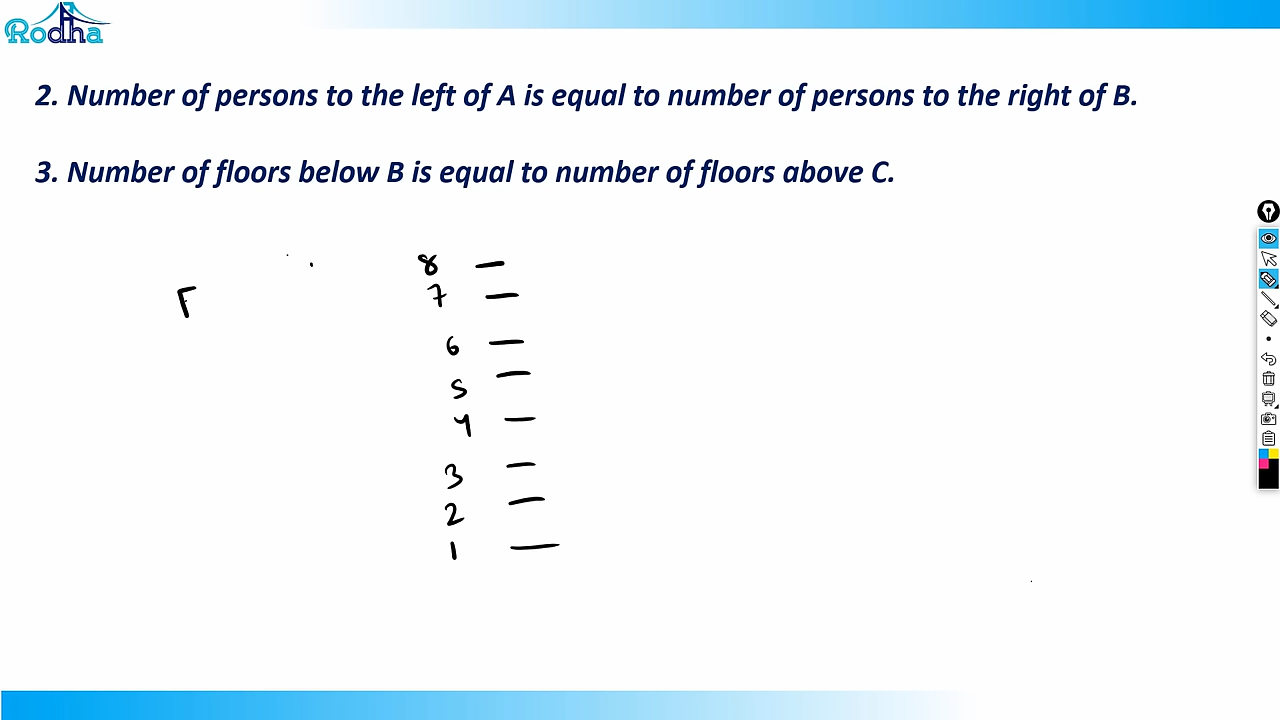 Rodha
2. Number of persons to the left of A is equal to number of persons to the right of B.
3. Number of floors below B is equal to number of floors above C.
8 —
7 —
6 —
5 —
4 —
3 —
2 —
1 —